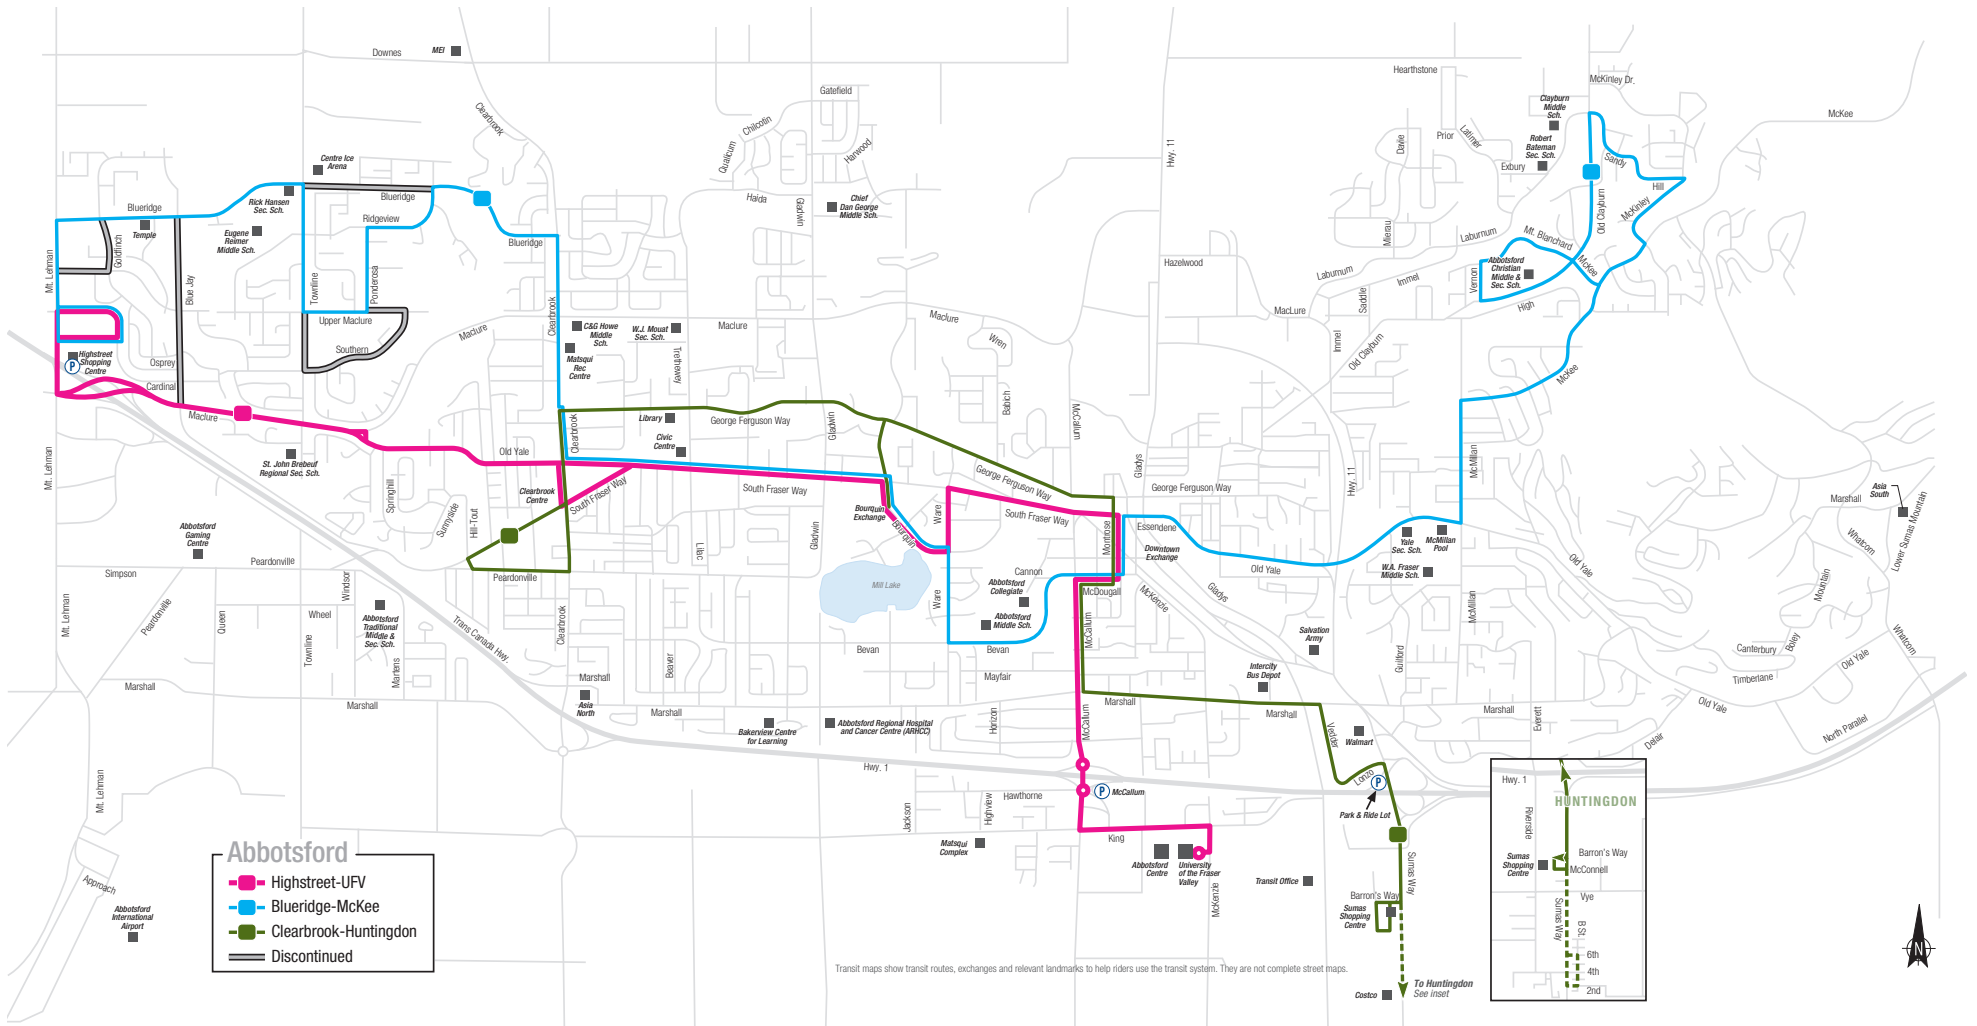 Downes
MEI
Clearbrook
Gatefield
Chilcotin
Qualicum
Harwood
Haida
Gladwin
Chief
Dan George
Middle Sch.
Hwy. 11
Hearthstone
McKinley Dr.
Clayburn
Middle
Sch.
Davie
Prior
Latimer
Robert
Bateman
Sec. Sch.
Exbury
McKee
Sandy
Hill
McKinley
Old Clayburn
Centre Ice
Arena
Rick Hansen
Sec. Sch.
Blueridge
Blueridge
Ridgeview
Temple
Eugene
Reimer
Middle Sch.
Goldfinch
Mt. Lehman
Blue Jay
Townline
Ponderosa
Upper Maclure
Southern
Blueridge
Clearbrook
Maclure
C&G Howe
Middle
Sch.
W.J. Mouat
Sec. Sch.
Matsqui
Rec
Centre
Trethewey
Maclure
Maclure
Wren
Babich
McCallum
Hazelwood
Mierau
Laburnum
Laburnum
Immel
Saddle
MacLure
Immel
Old Clayburn
Mt. Blanchard
Vernon
Abbotsford
Christian
Middle &
Sec. Sch.
McKee
High
McKee
Highstreet
Shopping
Centre
P
Osprey
Cardinal
Maclure
Mt. Lehman
St. John Brebeuf
Regional Sec. Sch.
Old Yale
Springhill
Sunnyside
Hill-Tout
Clearbrook
Centre
Clearbrook
Library
Civic
Centre
George Ferguson Way
Gladwin
South Fraser Way
South Fraser Way
Bourquin
Exchange
Bourquin
Ware
George Ferguson Way
South Fraser Way
Gladys
George Ferguson Way
Montrose
Essendene
Downtown
Exchange
Old Yale
Hwy. 11
McMillan
Yale
Sec. Sch.
McMillan
Pool
W.A. Fraser
Middle Sch.
Old Yale
Marshall
Asia
South
Whatcom
Lower Sumas Mountain
Abbotsford
Gaming
Centre
Simpson
Peardonville
Peardonville
Peardonville
Windsor
Wheel
Queen
Townline
Mt. Lehman
Abbotsford
Traditional
Middle &
Sec. Sch.
Martens
Trans Canada Hwy.
Clearbrook
Lilac
Gladwin
Mill Lake
Ware
Cannon
Abbotsford
Collegiate
Abbotsford
Middle Sch.
Bevan
Bevan
McDougall
McCallum
McKenzie
Gladys
Salvation
Army
Intercity
Bus Depot
Guilford
McMillan
Mountain
Boley
Canterbury
Timberlane
Old Yale
Whatcom
Old Yale
North Parallel
Marshall
Marshall
Marshall
Asia
North
Beaver
Marshall
Bakerview Centre
for Learning
Abbotsford Regional Hospital
and Cancer Centre (ARHCC)
Mayfair
Horizon
McCallum
Marshall
Marshall
Vedder
Walmart
Marshall
Everett
Delair
Hwy. 1
Mt. Lehman
Approach
Abbotsford
International
Airport
Jackson
Highview
Hawthorne
P McCallum
Matsqui
Complex
King
Abbotsford
Centre
University
of the Fraser
Valley
McKenzie
Transit Office
Lonzo
P
Park & Ride Lot
Sumas Way
Barron's Way
Sumas
Shopping
Centre
Costco
To Huntingdon
See inset
Hwy. 1
HUNTINGDON
Riverside
Barron's Way
Sumas
Shopping
Centre
McConnell
Vye
Sumas Way
B St.
6th
4th
2nd
Abbotsford
Highstreet-UFV
Blueridge-McKee
Clearbrook-Huntingdon
Discontinued
Transit maps show transit routes, exchanges and relevant landmarks to help riders use the transit system. They are not complete street maps.
N